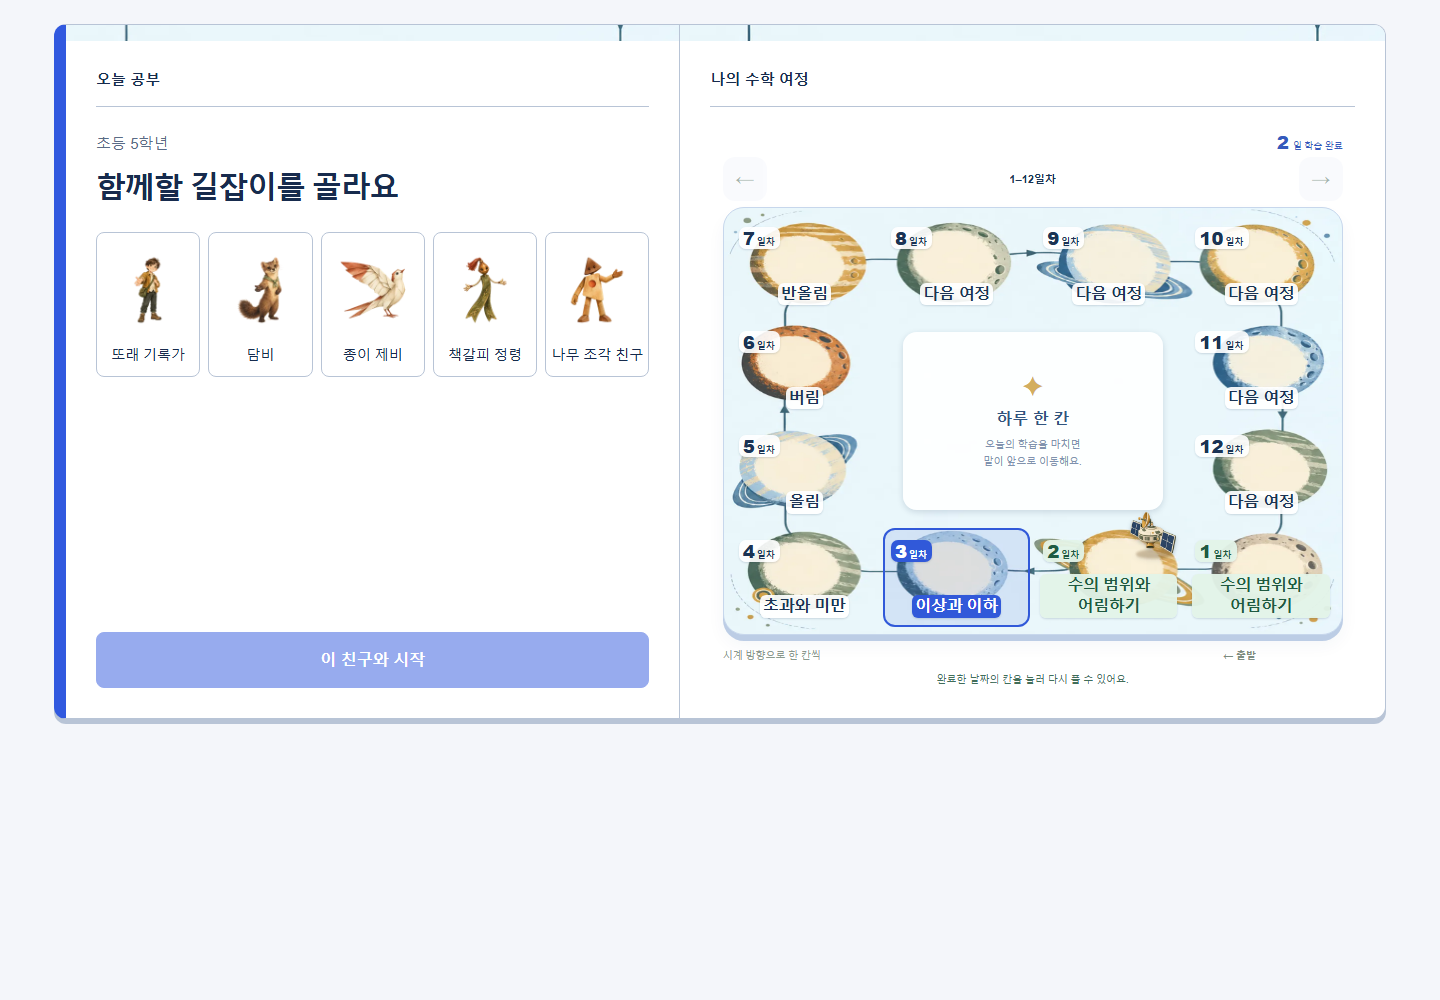 오늘 공부
초등 5학년
함께할 길잡이를 골라요
또래 기록가
담비
종이 제비
책갈피 정령
나무 조각 친구
이 친구와 시작
나의 수학 여정
2 일 학습 완료
←
1–12일차
→
7 일차
반올림
8 일차
다음 여정
9 일차
다음 여정
10 일차
다음 여정
6 일차
버림
11 일차
다음 여정
하루 한 칸
오늘의 학습을 마치면
말이 앞으로 이동해요.
5 일차
올림
12 일차
다음 여정
4 일차
초과와 미만
3 일차
이상과 이하
2 일차
수의 범위와
어림하기
1 일차
수의 범위와
어림하기
시계 방향으로 한 칸씩
← 출발
완료한 날짜의 칸을 눌러 다시 풀 수 있어요.